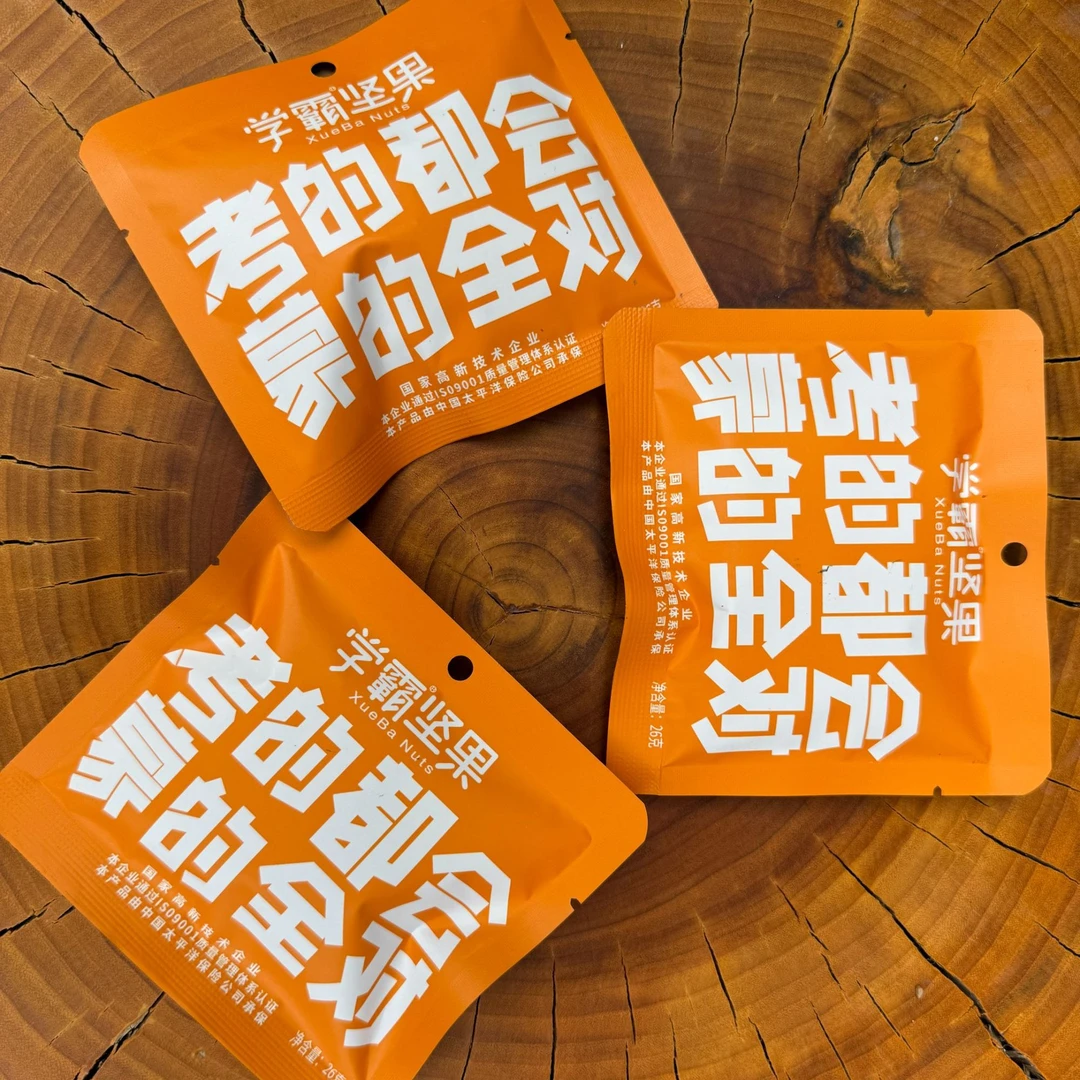 学霸坚果
XueBa Nuts
考的都会
蒙的全对
国家高新技术企业
本企业通过ISO9001质量管理体系认证
本产品由中国太平洋保险公司承保
学霸坚果
XueBa Nuts
考的都会
蒙的全对
国家高新技术企业
本企业通过ISO9001质量管理体系认证
本产品由中国太平洋保险公司承保
净含量：26克
学霸坚果
XueBa Nuts
考的都会
蒙的全对
国家高新技术企业
本企业通过ISO9001质量管理体系认证
本产品由中国太平洋保险公司承保
净含量：26克